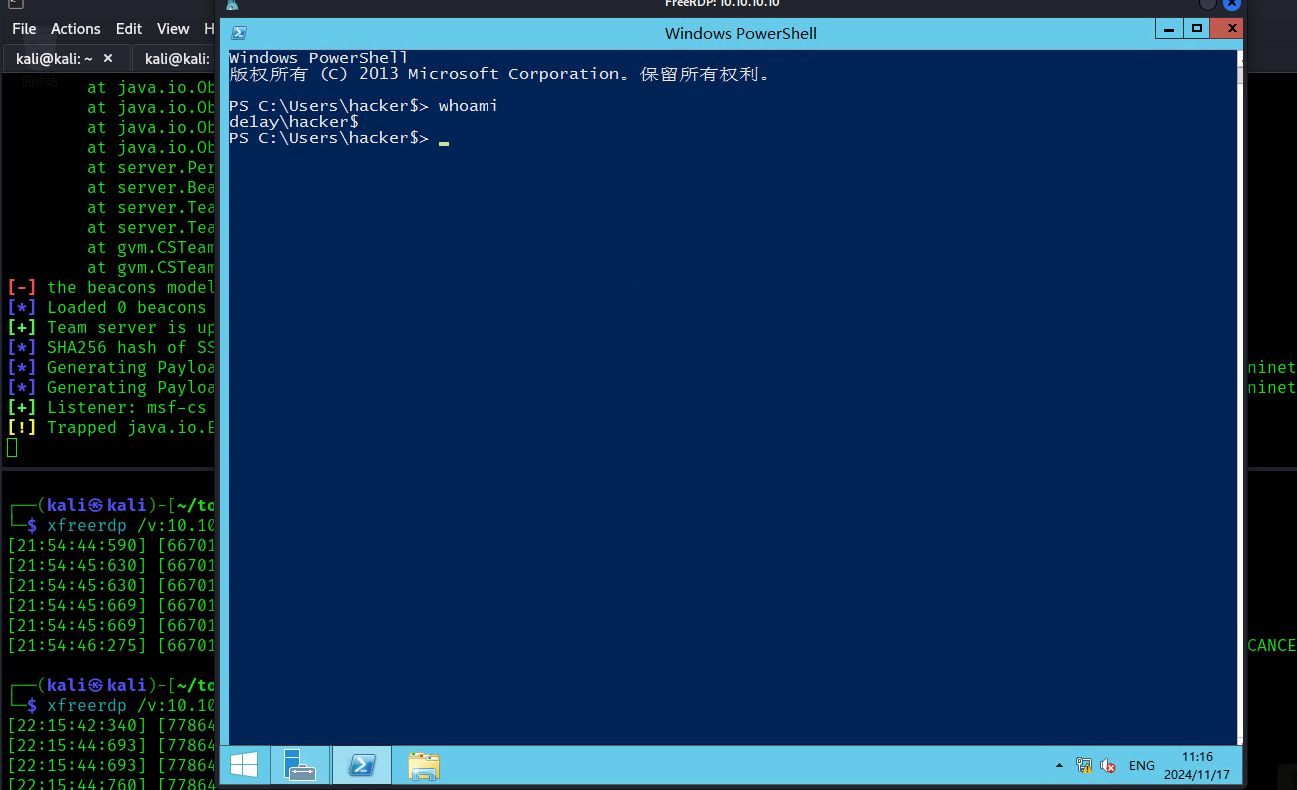 FreeRDP: 10.10.10.10
File Actions Edit View H
kali@kali: ~ ×
kali@kali:
回收站
at java.io.Ob
at java.io.Ob
at java.io.Ob
at java.io.Ob
at server.Per
at server.Bea
at server.Tea
at server.Tea
at gvm.CSTeam
at gvm.CSTeam
[-] the beacons model
[*] Loaded 0 beacons
[+] Team server is up
[*] SHA256 hash of SS
[*] Generating Payloa
[*] Generating Payloa
[+] Listener: msf-cs
[!] Trapped java.io.E
┌──(kali㉿kali)-[~/to
└─$ xfreerdp /v:10.10
[21:54:44:590] [66701
[21:54:45:630] [66701
[21:54:45:630] [66701
[21:54:45:669] [66701
[21:54:45:669] [66701
[21:54:46:275] [66701
┌──(kali㉿kali)-[~/to
└─$ xfreerdp /v:10.10
[22:15:42:340] [77864
[22:15:44:693] [77864
[22:15:44:693] [77864
[22:15:44:760] [77864
Windows PowerShell
Windows PowerShell
版权所有 (C) 2013 Microsoft Corporation。保留所有权利。
PS C:\Users\hacker$> whoami
delay\hacker$
PS C:\Users\hacker$>
ENG
11:16
2024/11/17
ninet
ninet
CANCE